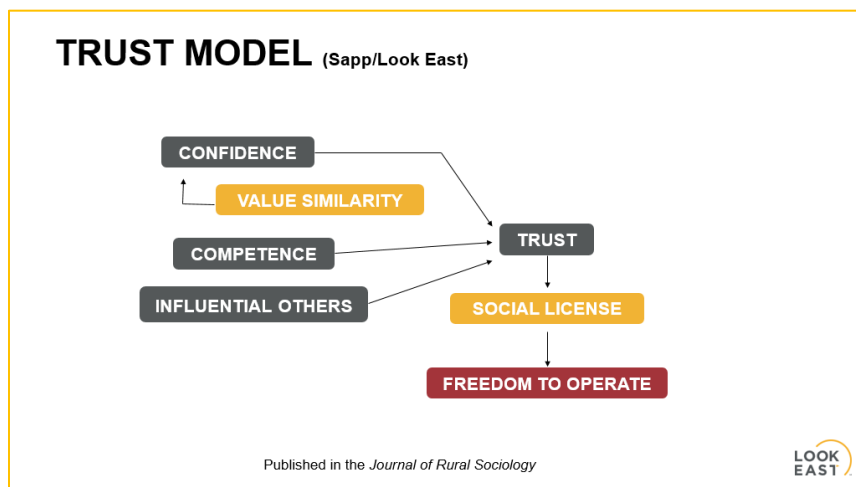 TRUST MODEL (Sapp/Look East)
CONFIDENCE
VALUE SIMILARITY
COMPETENCE
INFLUENTIAL OTHERS
TRUST
SOCIAL LICENSE
FREEDOM TO OPERATE
Published in the Journal of Rural Sociology
LOOK
EAST